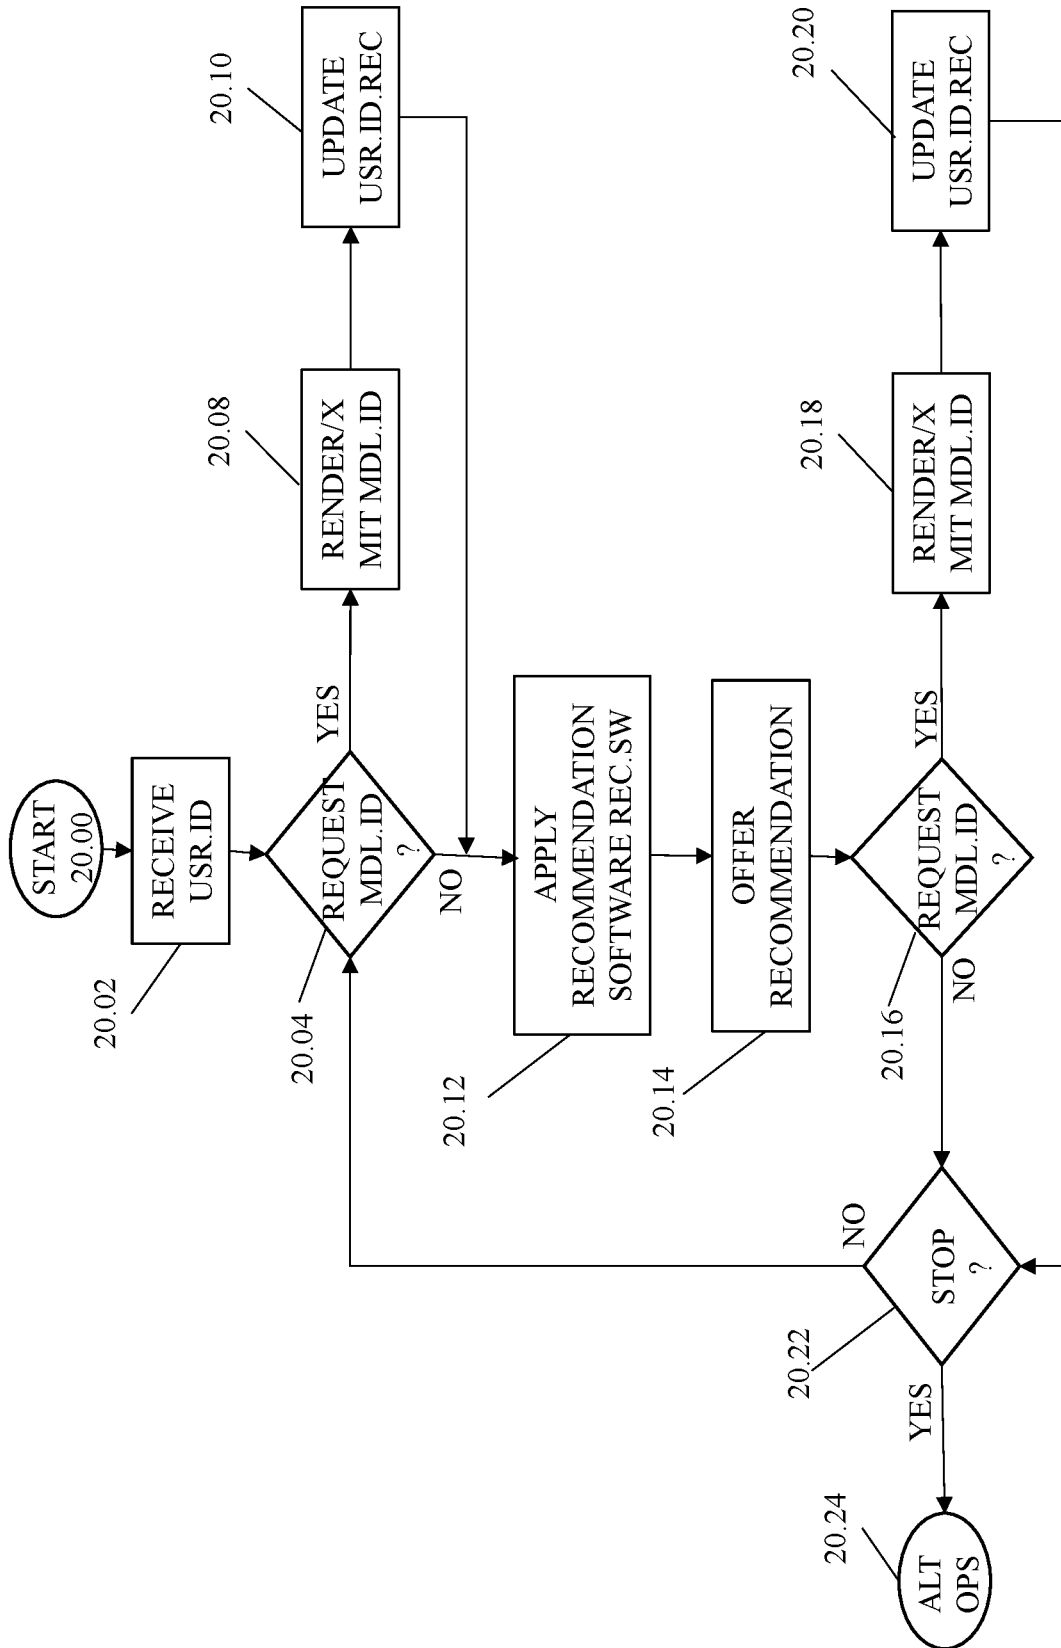 START
20.00
RECEIVE
USR.ID
20.02
REQUEST
MDL.ID
?
20.04
YES
NO
RENDER/X
MIT MDL.ID
20.08
UPDATE
USR.ID.REC
20.10
APPLY
RECOMMENDATION
SOFTWARE REC.SW
20.12
OFFER
RECOMMENDATION
20.14
REQUEST
MDL.ID
?
20.16
YES
NO
RENDER/X
MIT MDL.ID
20.18
UPDATE
USR.ID.REC
20.20
STOP
?
20.22
NO
YES
ALT
OPS
20.24